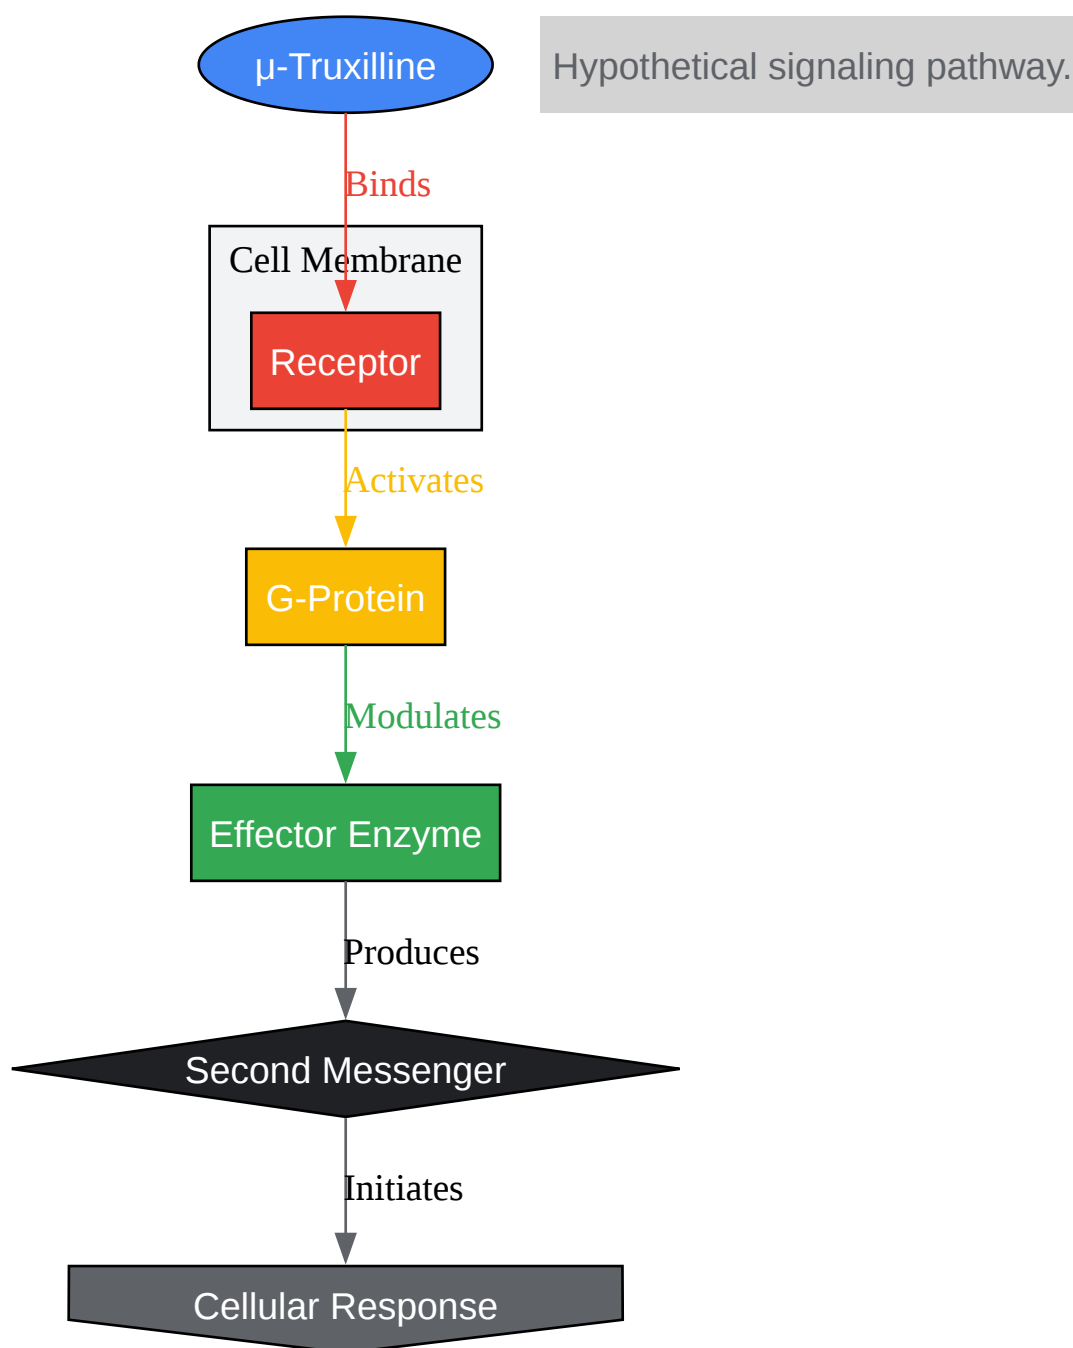 μ-Truxilline
Hypothetical signaling pathway.
Binds
Cell Membrane
Receptor
Activates
G-Protein
Modulates
Effector Enzyme
Produces
Second Messenger
Initiates
Cellular Response